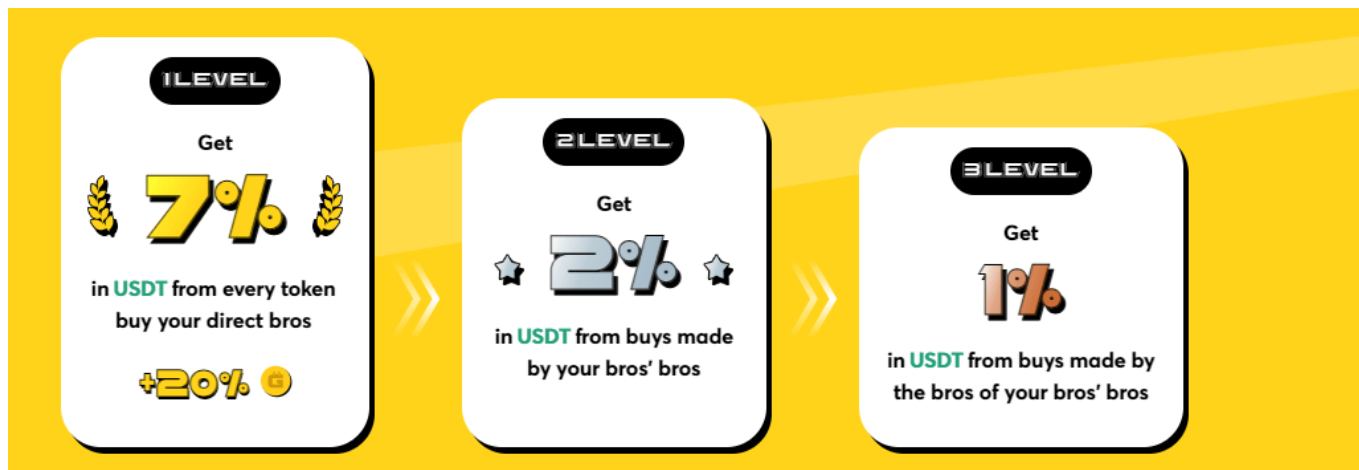 1LEVEL
Get
7%
in USDT from every token
buy your direct bros
+20% G
2LEVEL
Get
2%
in USDT from buys made
by your bros' bros
3LEVEL
Get
1%
in USDT from buys made by
the bros of your bros' bros